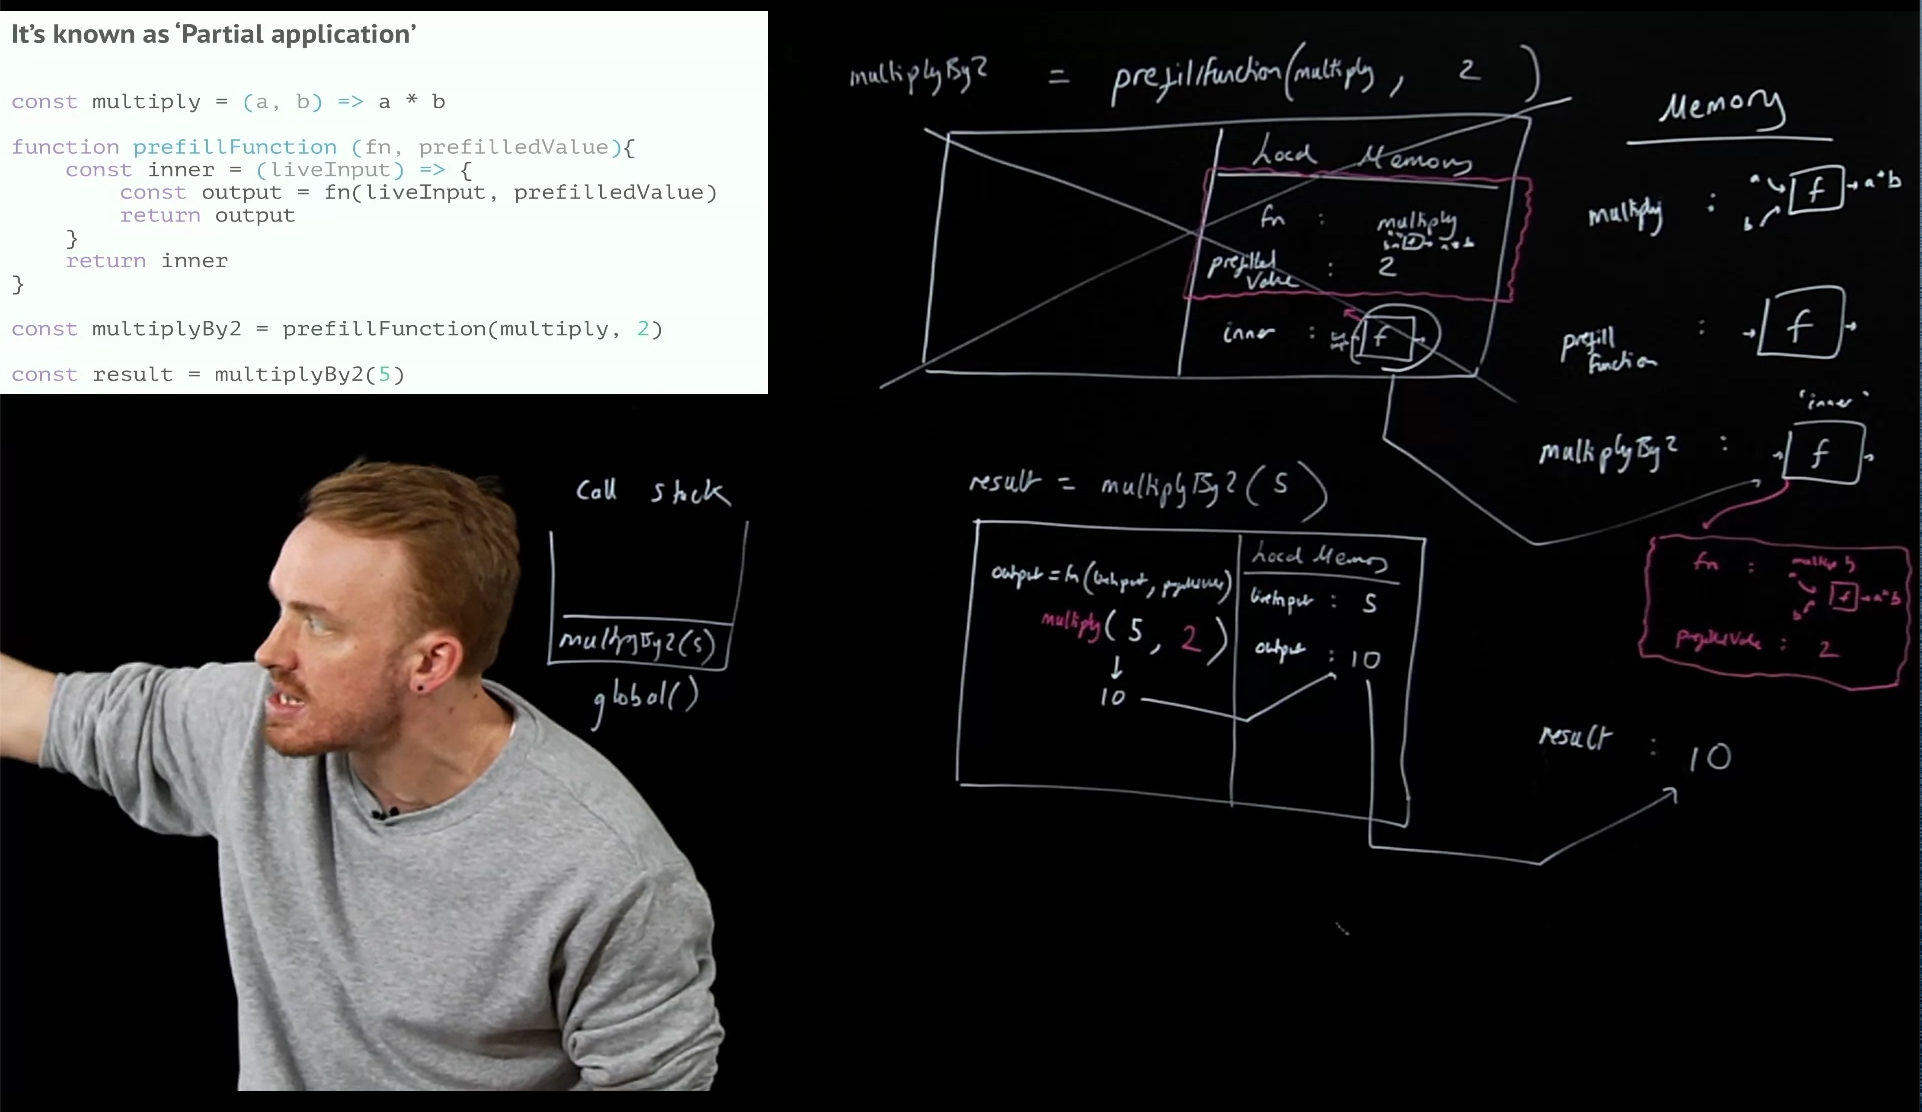 It's known as ‘Partial application’
const multiply = (a, b) => a * b
function prefillFunction (fn, prefilledValue){
const inner = (liveInput) => {
const output = fn(liveInput, prefilledValue)
return output
}
return inner
}
const multiplyBy2 = prefillFunction(multiply, 2)
const result = multiplyBy2(5)
multiplyBy2 = prefillfunction(multiply, 2)
Local Memory
fn : multiply
f a*b
prefilled Value : 2
inner : f
Memory
multiply : a b f a*b
prefill function : f
"inner"
multiplyBy2 : f
fn : multiply
a b f a*b
prefilledValue : 2
result : 10
result = multiplyBy2(5)
Local Memory
output = fn(liveInput, prefilledValue)
liveInput : 5
multiply(5, 2)
output : 10
10
Call stack
multiplyBy2(5)
global()